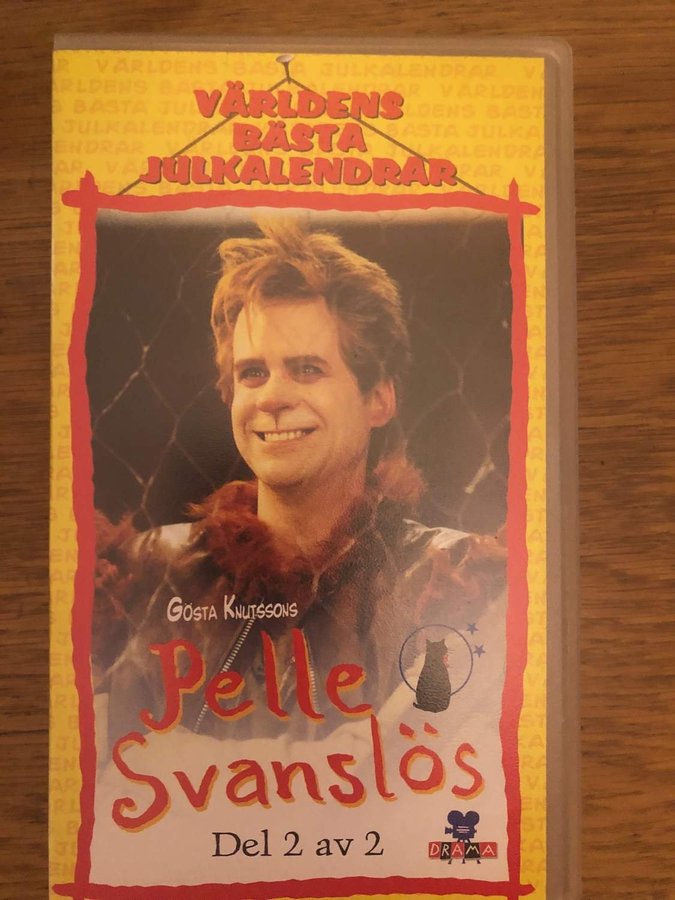 VÄRLDENS
BÄSTA
JULKALENDRAR
GÖSTA KNUTSSONS
Pelle
Svanslös
Del 2 av 2
DRAMA